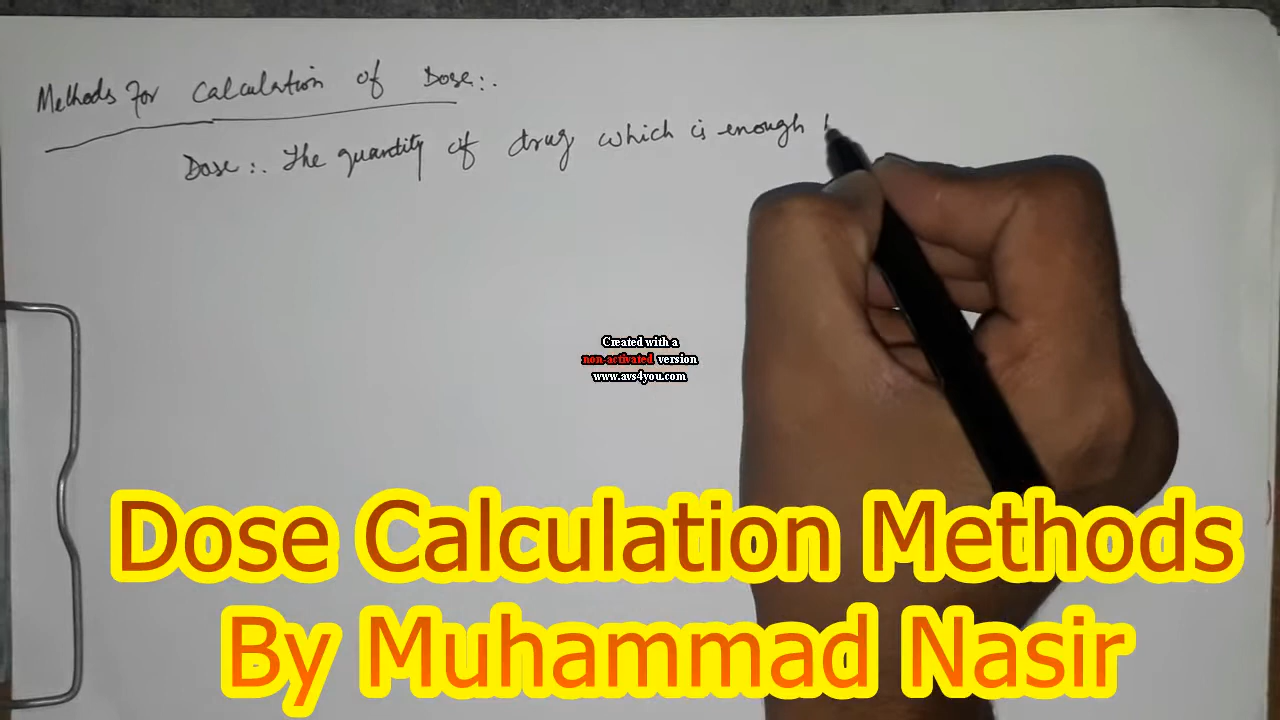 Methods for Calculation of Dose:.
Dose:. The quantity of drug which is enough
Created with a
non-activated version
www.avs4you.com
Dose Calculation Methods
By Muhammad Nasir